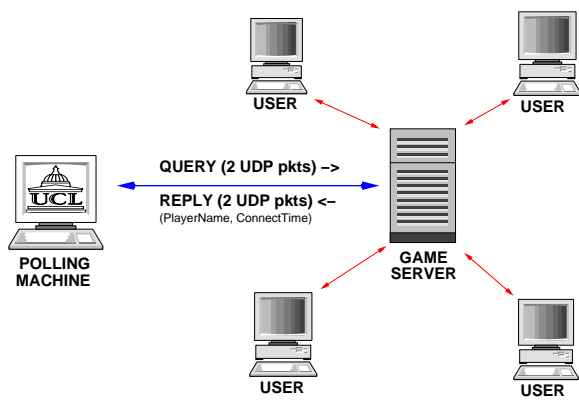 USER
USER
QUERY (2 UDP pkts) –>
UCL
REPLY (2 UDP pkts) <–
(PlayerName, ConnectTime)
POLLING
MACHINE
GAME
SERVER
USER
USER